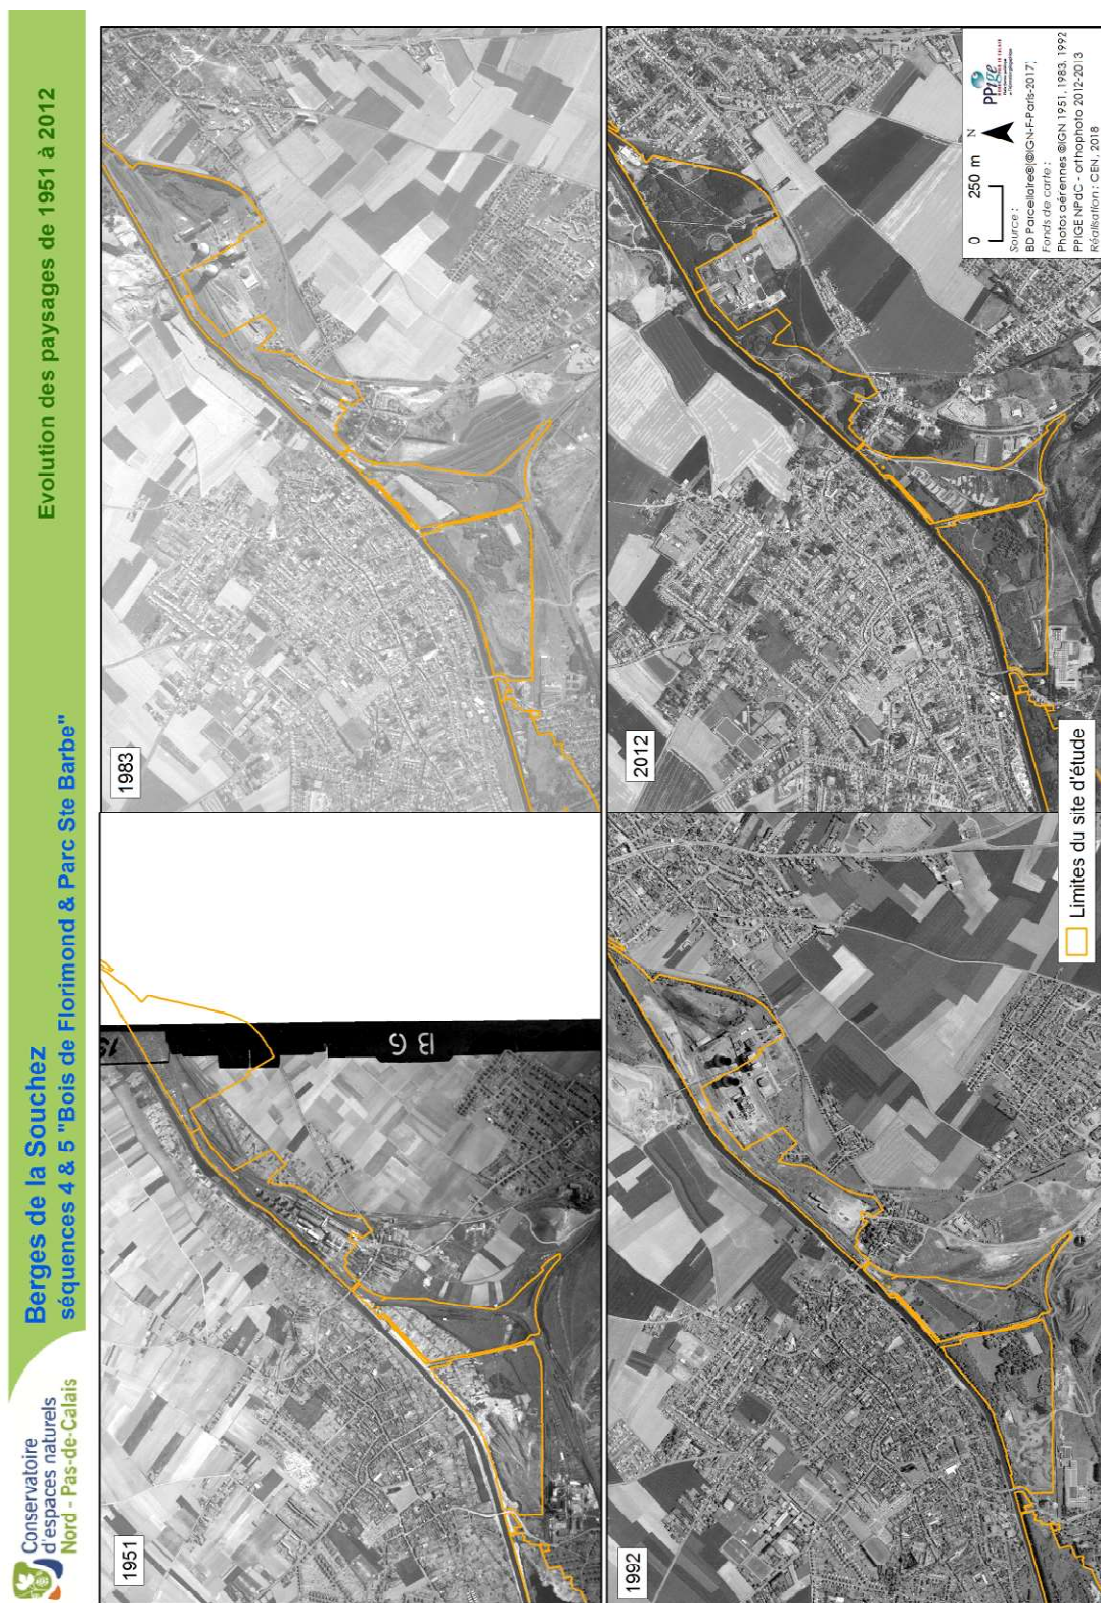 Conservatoire
d'espaces naturels
Nord - Pas-de-Calais
Berges de la Souchez
séquences 4 & 5 "Bois de Florimond & Parc Ste Barbe"
Evolution des paysages de 1951 à 2012
1951
BG
1983
1992
2012
Limites du site d'étude
0 250 m N
PPige
Source :
BD Parcellaire®|©IGN-F-Paris-2017;
Fonds de carte :
Photos aériennes ©IGN 1951, 1983, 1992
PPIGE NPdC - orthophoto 2012-2013
Réalisation : CEN, 2018